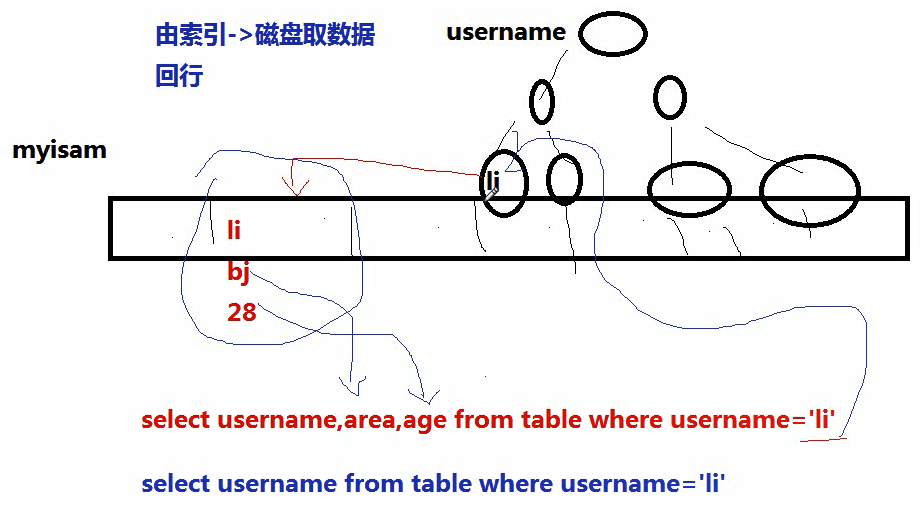 由索引->磁盘取数据
回行
username
myisam
li
li
bj
28
select username,area,age from table where username='li'
select username from table where username='li'